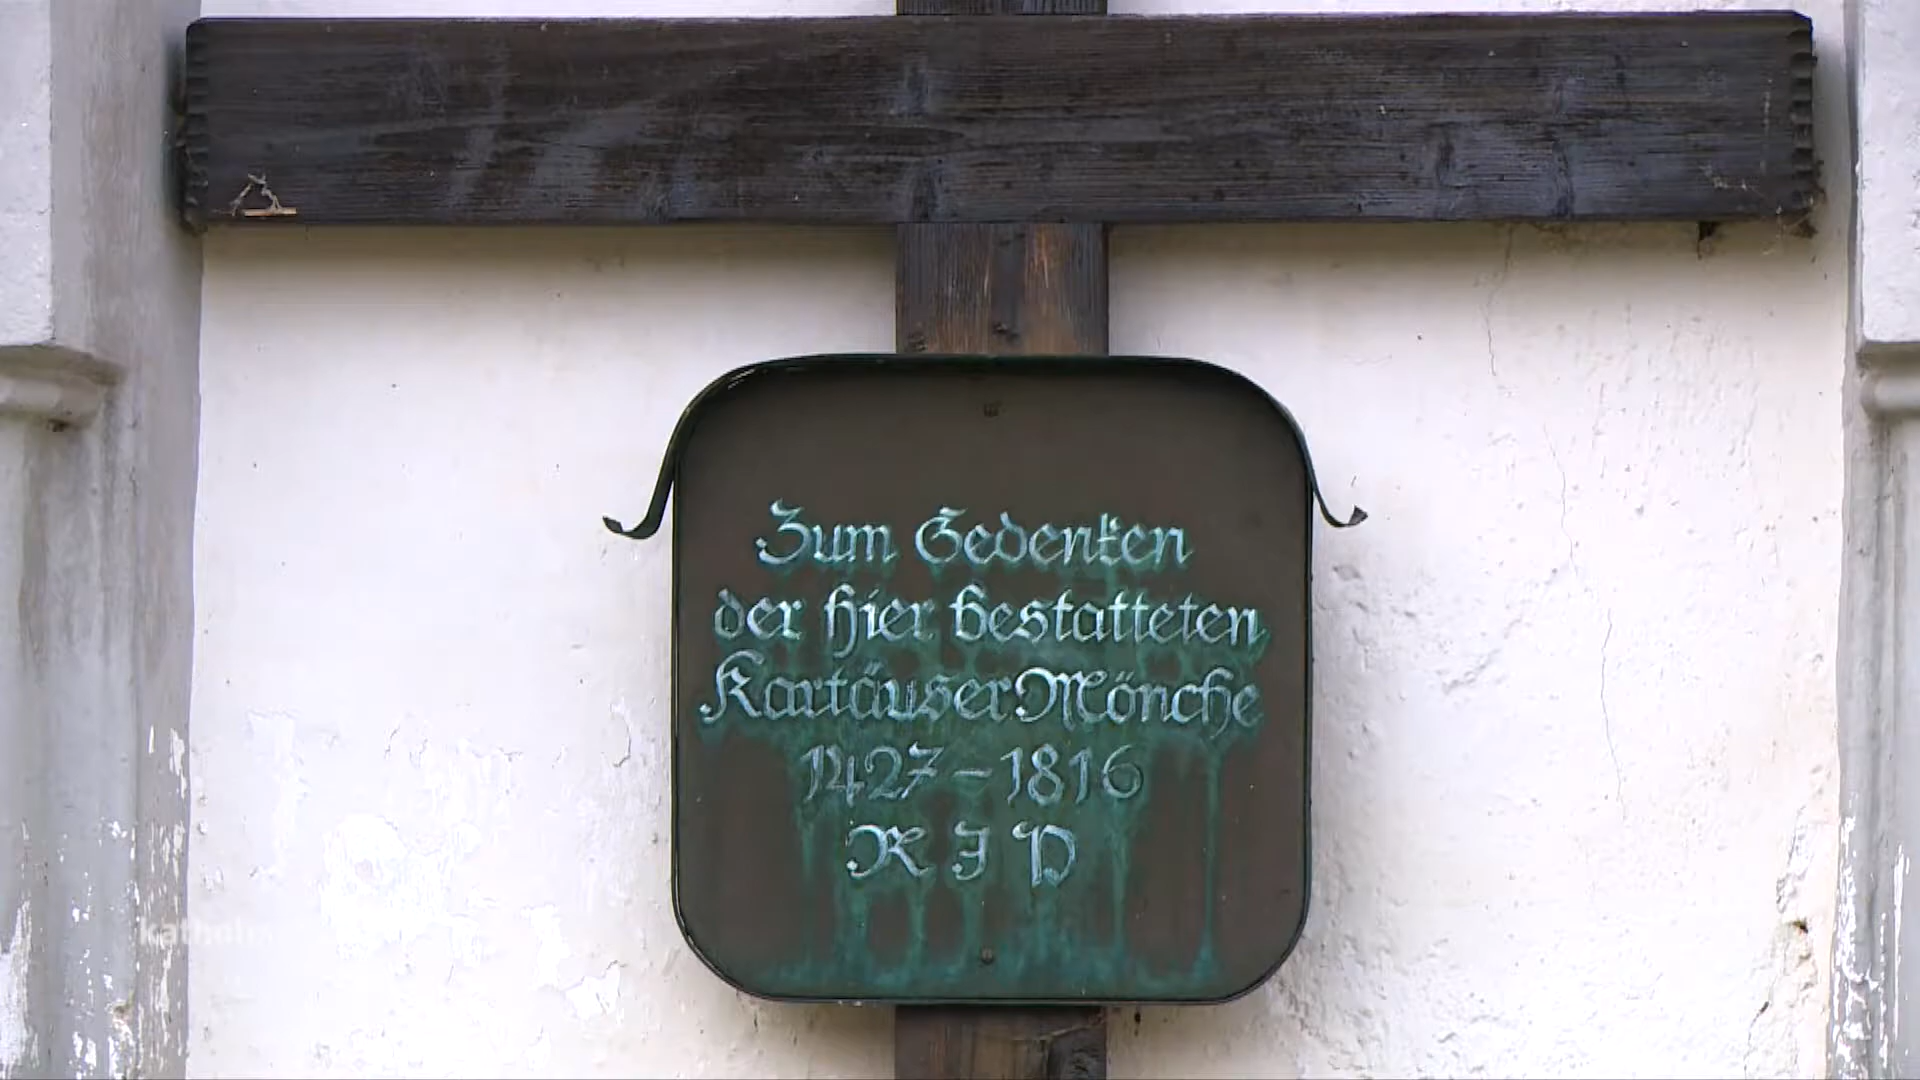 Zum Gedenken
der hier bestatteten
Kartäuser Mönche
1427 – 1816
R I P